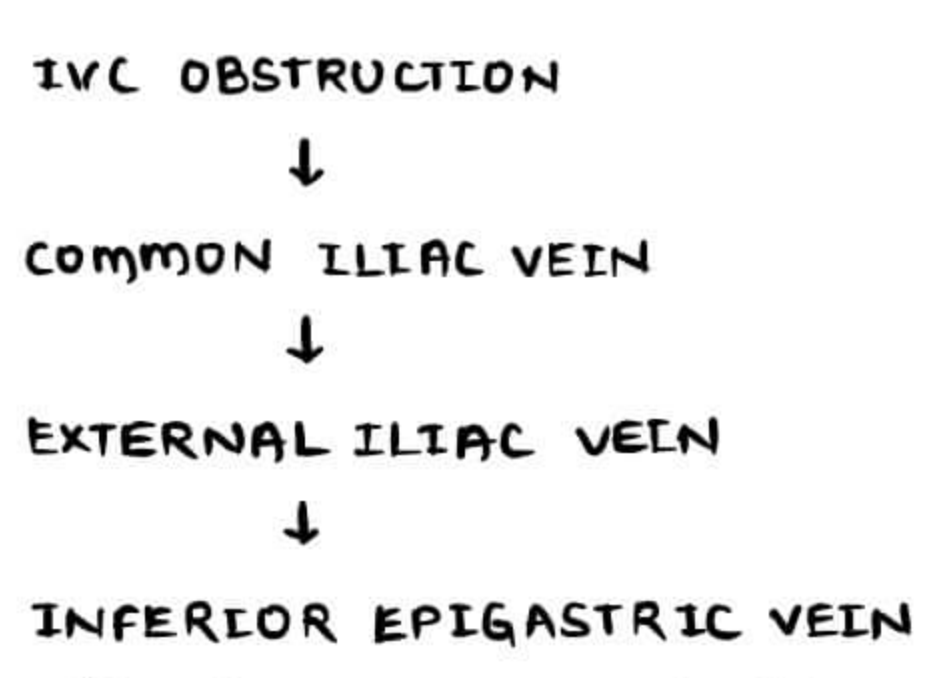 IVC OBSTRUCTION
↓
COMMON ILIAC VEIN
↓
EXTERNAL ILIAC VEIN
↓
INFERIOR EPIGASTRIC VEIN